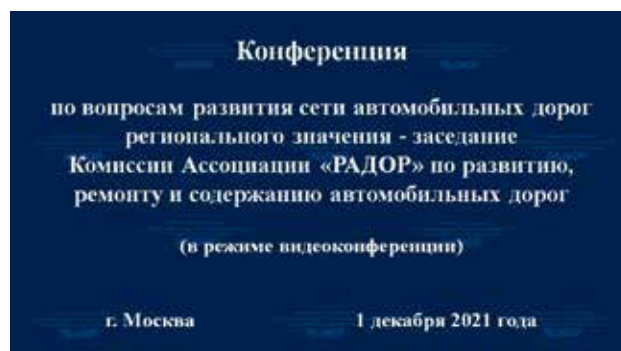 Конференция
по вопросам развития сети автомобильных дорог
регионального значения - заседание
Комиссии Ассоциации «РАДОР» по развитию,
ремонту и содержанию автомобильных дорог
(в режиме видеоконференции)
г. Москва 1 декабря 2021 года